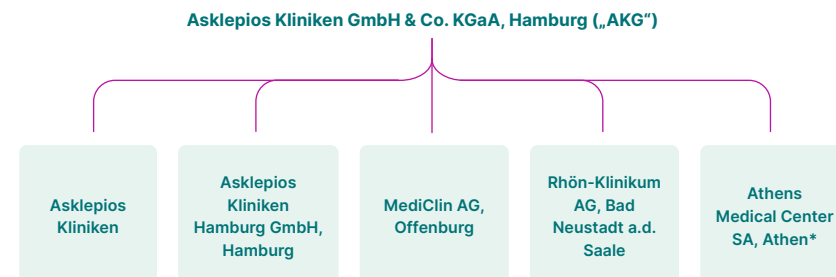 Asklepios Kliniken GmbH & Co. KGaA, Hamburg („AKG“)
Asklepios
Kliniken
Asklepios
Kliniken
Hamburg GmbH,
Hamburg
MediClin AG,
Offenburg
Rhön-Klinikum
AG, Bad
Neustadt a.d.
Saale
Athens
Medical Center
SA, Athen*